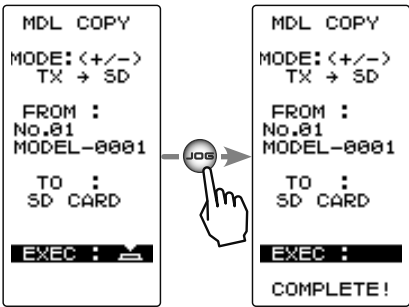 MDL COPY
MODE:(+/-)
TX → SD
FROM :
No.01
MODEL-0001
TO :
SD CARD
EXEC :
JOG
MDL COPY
MODE:(+/-)
TX → SD
FROM :
No.01
MODEL-0001
TO :
SD CARD
EXEC :
COMPLETE!